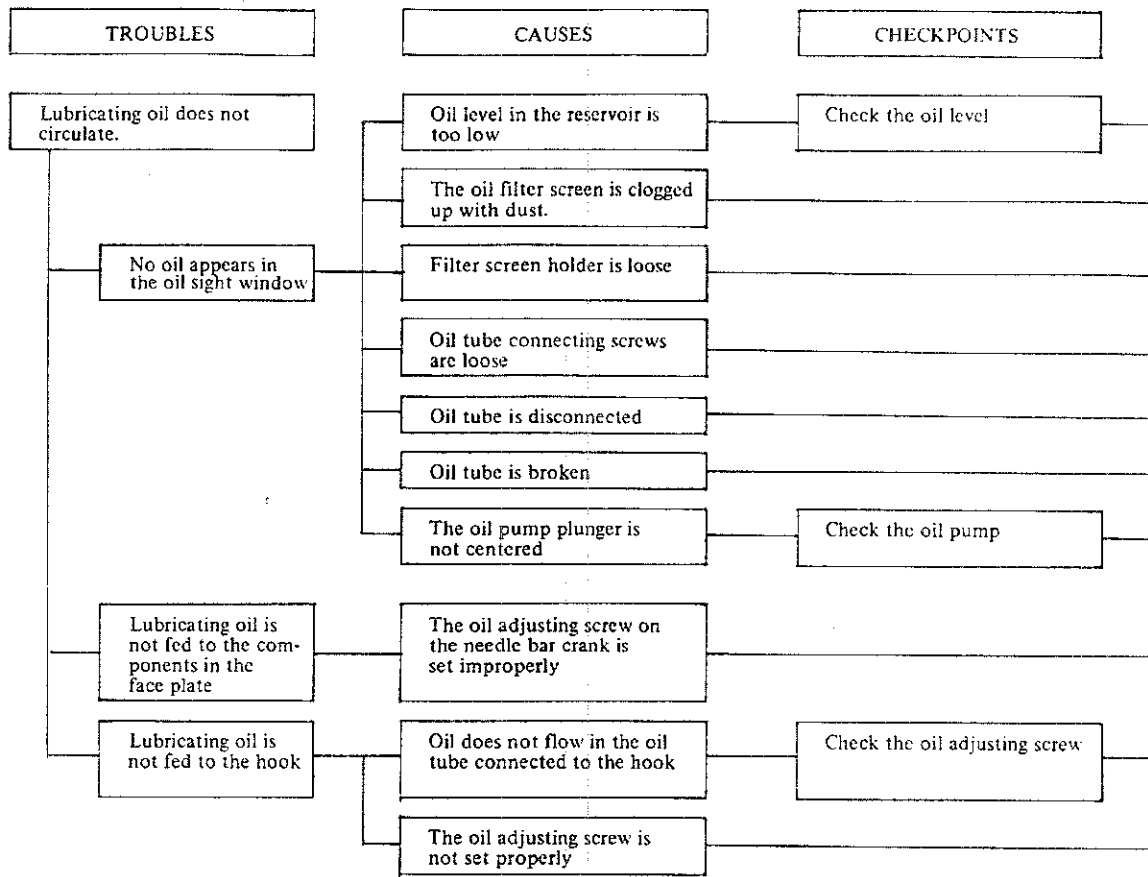 TROUBLES
CAUSES
CHECKPOINTS
Lubricating oil does not
circulate.
Oil level in the reservoir is
too low
Check the oil level
The oil filter screen is clogged
up with dust.
No oil appears in
the oil sight window
Filter screen holder is loose
Oil tube connecting screws
are loose
Oil tube is disconnected
Oil tube is broken
The oil pump plunger is
not centered
Check the oil pump
Lubricating oil is
not fed to the com-
ponents in the
face plate
The oil adjusting screw on
the needle bar crank is
set improperly
Lubricating oil is
not fed to the hook
Oil does not flow in the oil
tube connected to the hook
Check the oil adjusting screw
The oil adjusting screw is
not set properly